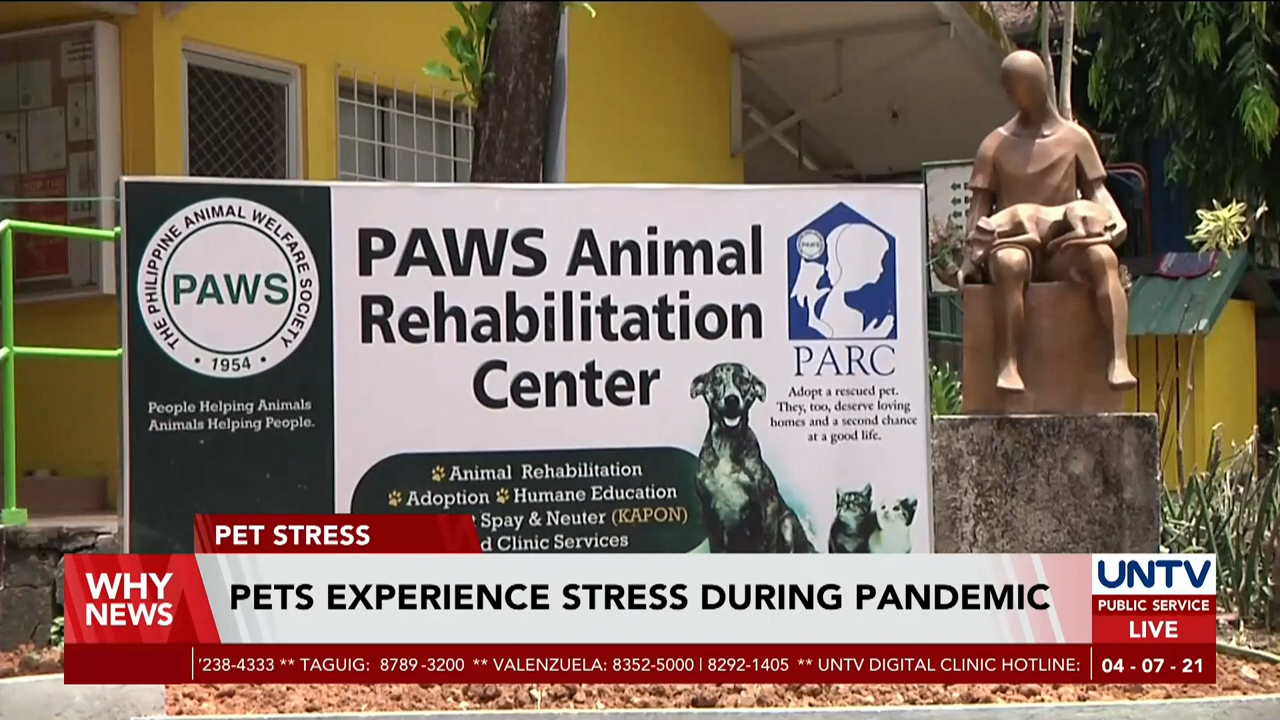 THE PHILIPPINE ANIMAL WELFARE SOCIETY
PAWS
• 1954 •
People Helping Animals
Animals Helping People.
PAWS Animal
Rehabilitation
Center
PARC
Adopt a rescued pet.
They, too, deserve loving
homes and a second chance
at a good life.
Animal Rehabilitation
Adoption Humane Education
Spay & Neuter (KAPON)
Clinic Services
PET STRESS
WHY
NEWS
PETS EXPERIENCE STRESS DURING PANDEMIC
UNTV
PUBLIC SERVICE
LIVE
'238-4333 ** TAGUIG: 8789-3200 ** VALENZUELA: 8352-5000 | 8292-1405 ** UNTV DIGITAL CLINIC HOTLINE:
04 - 07 - 21